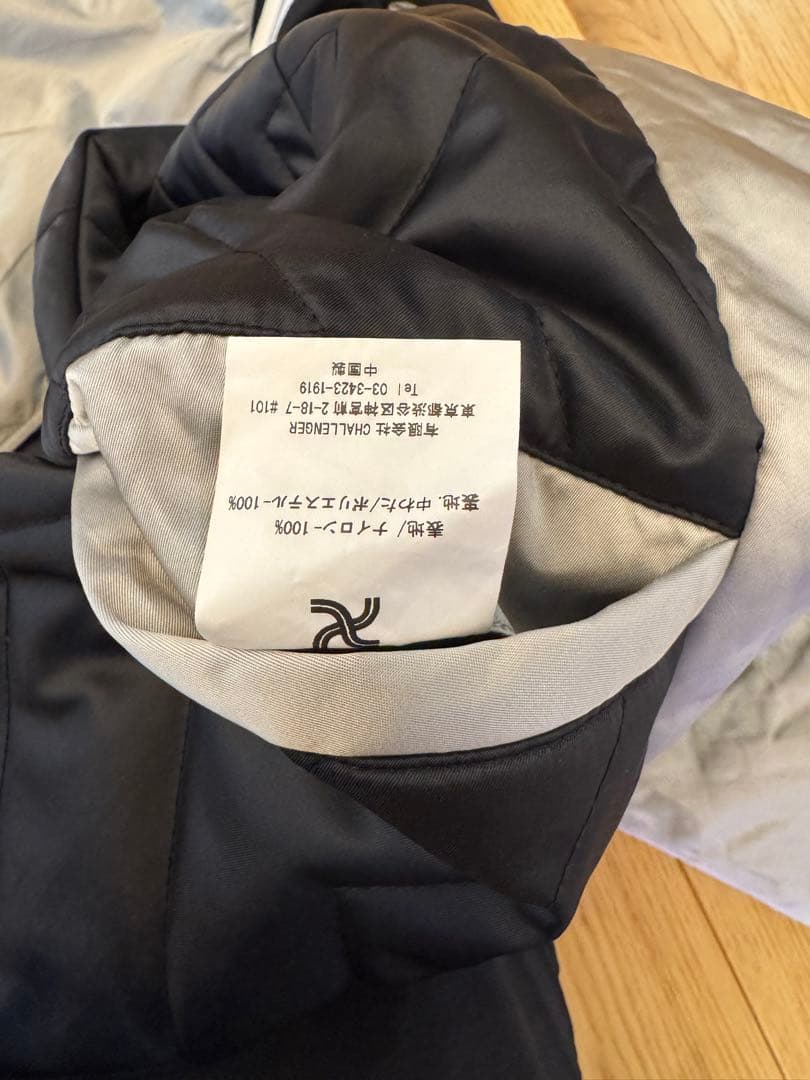 表地/ ナイロン-100%
裏地. 中わた/ポリエステル-100%
有限会社 CHALLENGER
東京都渋谷区神宮前 2-18-7 #101
Tel 03-3423-1919
中国製